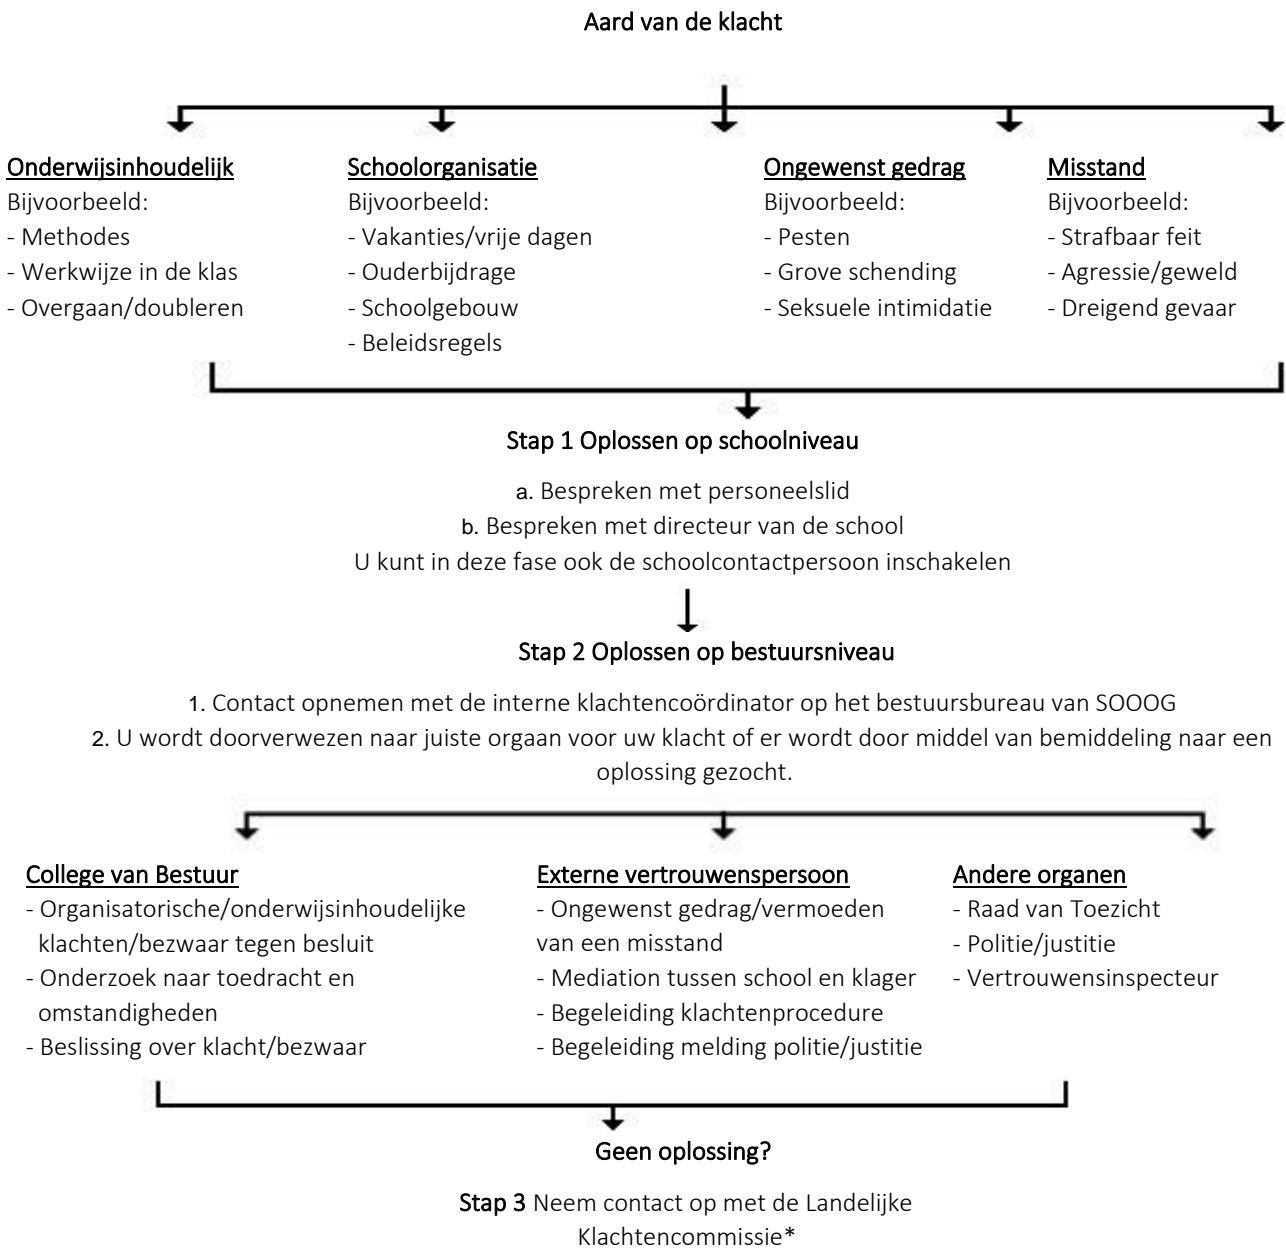 Aard van de klacht
Onderwijsinhoudelijk
Bijvoorbeeld:
- Methodes
- Werkwijze in de klas
- Overgaan/doubleren
Schoolorganisatie
Bijvoorbeeld:
- Vakanties/vrije dagen
- Ouderbijdrage
- Schoolgebouw
- Beleidsregels
Ongewenst gedrag
Bijvoorbeeld:
- Pesten
- Grove schending
- Seksuele intimidatie
Misstand
Bijvoorbeeld:
- Strafbaar feit
- Agressie/geweld
- Dreigend gevaar
Stap 1 Oplossen op schoolniveau
a. Bespreken met personeelslid
b. Bespreken met directeur van de school
U kunt in deze fase ook de schoolcontactpersoon inschakelen
Stap 2 Oplossen op bestuursniveau
1. Contact opnemen met de interne klachtencoördinator op het bestuursbureau van SOOOG
2. U wordt doorverwezen naar juiste orgaan voor uw klacht of er wordt door middel van bemiddeling naar een
oplossing gezocht.
College van Bestuur
- Organisatorische/onderwijsinhoudelijke
klachten/bezwaar tegen besluit
- Onderzoek naar toedracht en
omstandigheden
- Beslissing over klacht/bezwaar
Externe vertrouwenspersoon
- Ongewenst gedrag/vermoeden
van een misstand
- Mediation tussen school en klager
- Begeleiding klachtenprocedure
- Begeleiding melding politie/justitie
Andere organen
- Raad van Toezicht
- Politie/justitie
- Vertrouwensinspecteur
Geen oplossing?
Stap 3 Neem contact op met de Landelijke
Klachtencommissie*